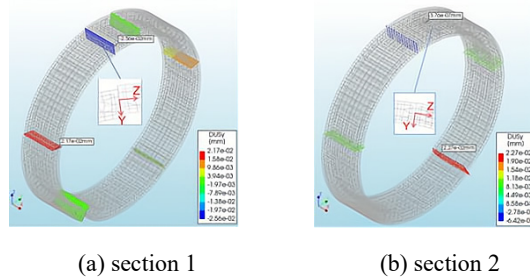 (a)
-2.56e-02mm
2.17e-02mm
Z
Y
DUSy
(mm)
2.17e-02
1.58e-02
9.86e-03
3.94e-03
-1.97e-03
-7.89e-03
-1.38e-02
-1.97e-02
-2.56e-02
(b)
2.27e-02mm
Z
Y
DUSy
(mm)
2.27e-02
1.90e-02
1.54e-02
1.18e-02
8.13e-03
4.49e-03
-2.78e-03
(a) section 1
(b) section 2